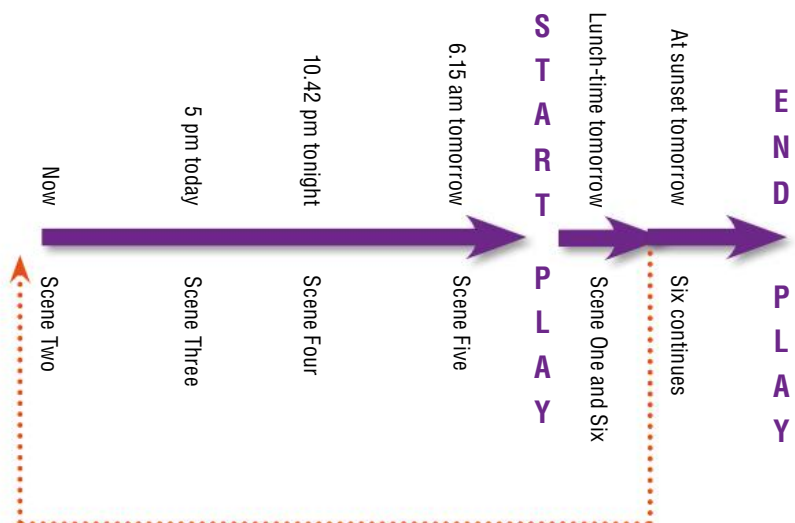 Now
5 pm today
10.42 pm tonight
6.15 am tomorrow
START PLAY
Lunch-time tomorrow
At sunset tomorrow
END PLAY
Scene Two
Scene Three
Scene Four
Scene Five
Scene One and Six
Six continues